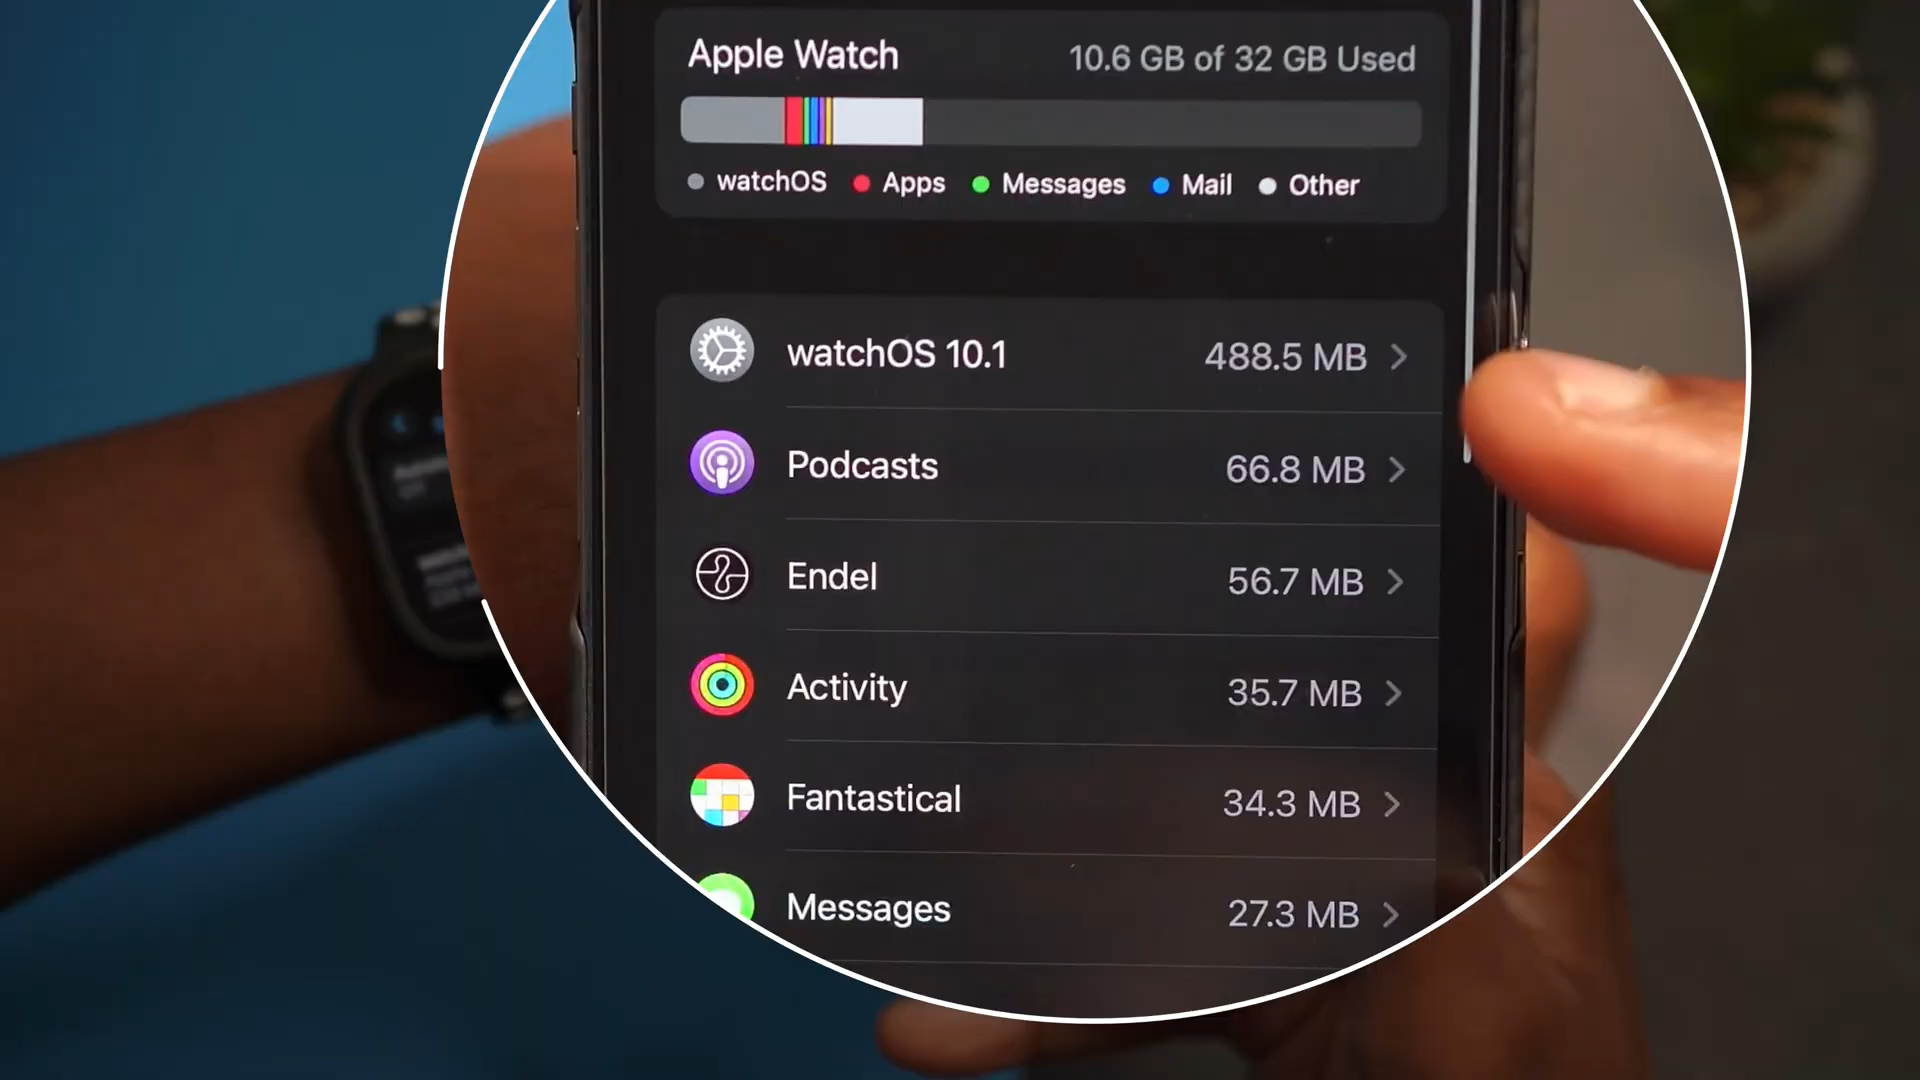 Apple Watch 10.6 GB of 32 GB Used
watchOS Apps Messages Mail Other
watchOS 10.1 488.5 MB
Podcasts 66.8 MB
Endel 56.7 MB
Activity 35.7 MB
Fantastical 34.3 MB
Messages 27.3 MB